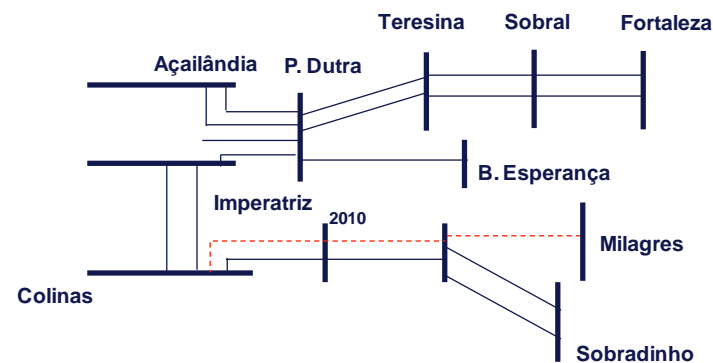 Teresina
Sobral
Fortaleza
Açailândia
P. Dutra
B. Esperança
Imperatriz
2010
Milagres
Colinas
Sobradinho